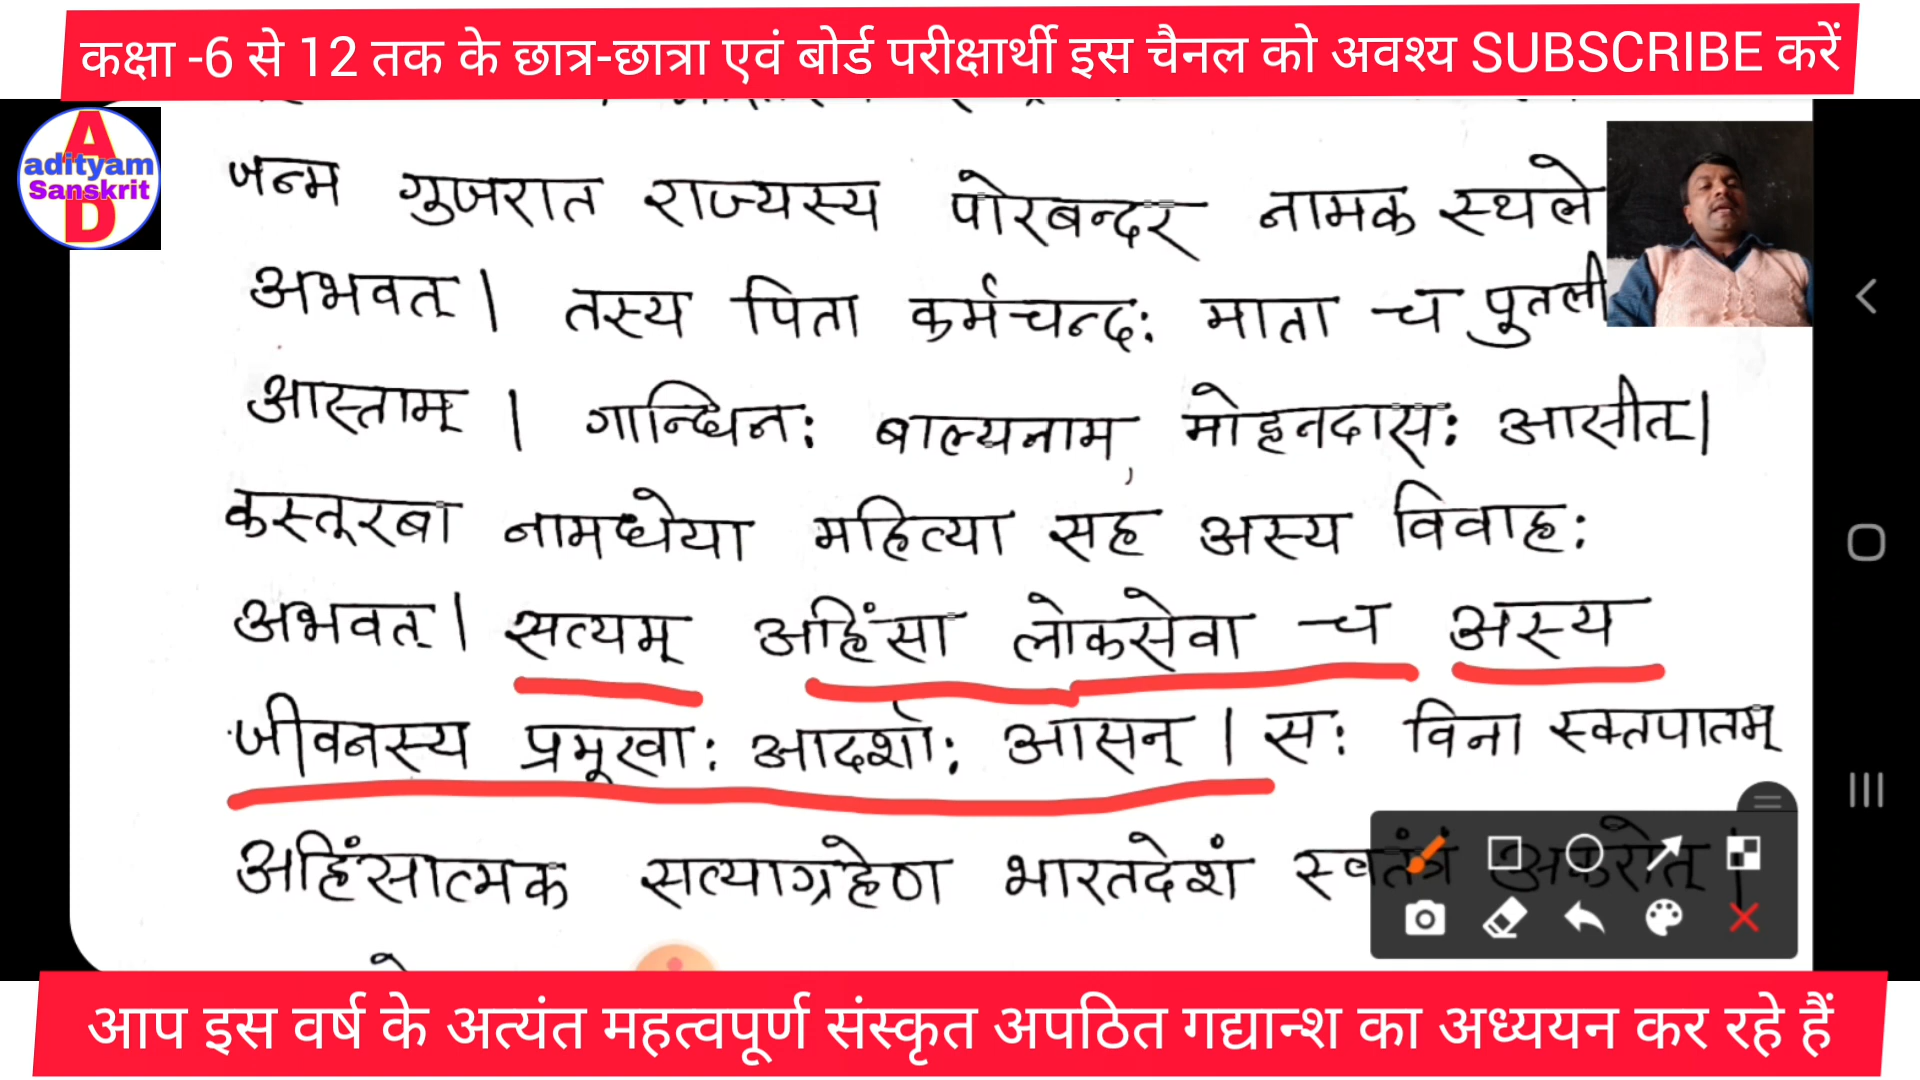 कक्षा -6 से 12 तक के छात्र-छात्रा एवं बोर्ड परीक्षार्थी इस चैनल को अवश्य SUBSCRIBE करें
A
adityam
Sanskrit
D
जन्म गुजरात राज्यस्य पोरबन्दर नामक स्थले
अभवत् । तस्य पिता कर्मचन्दः माता च पुतली
आस्ताम् । गान्धिनः बाल्यनाम मोहनदासः आसीत् ।
कस्तूरबा नामधेया महित्या सह अस्य विवाहः
अभवत् । सत्यम् अहिंसा लोकसेवा च अस्य
जीवनस्य प्रमूखाः आदर्शाः आसन् । सः विना रक्तपातम्
अहिंसात्मक सत्याग्रहेण भारतदेशं स्वतंत्रं अकरोत् ।
आप इस वर्ष के अत्यंत महत्वपूर्ण संस्कृत अपठित गद्यान्श का अध्ययन कर रहे हैं